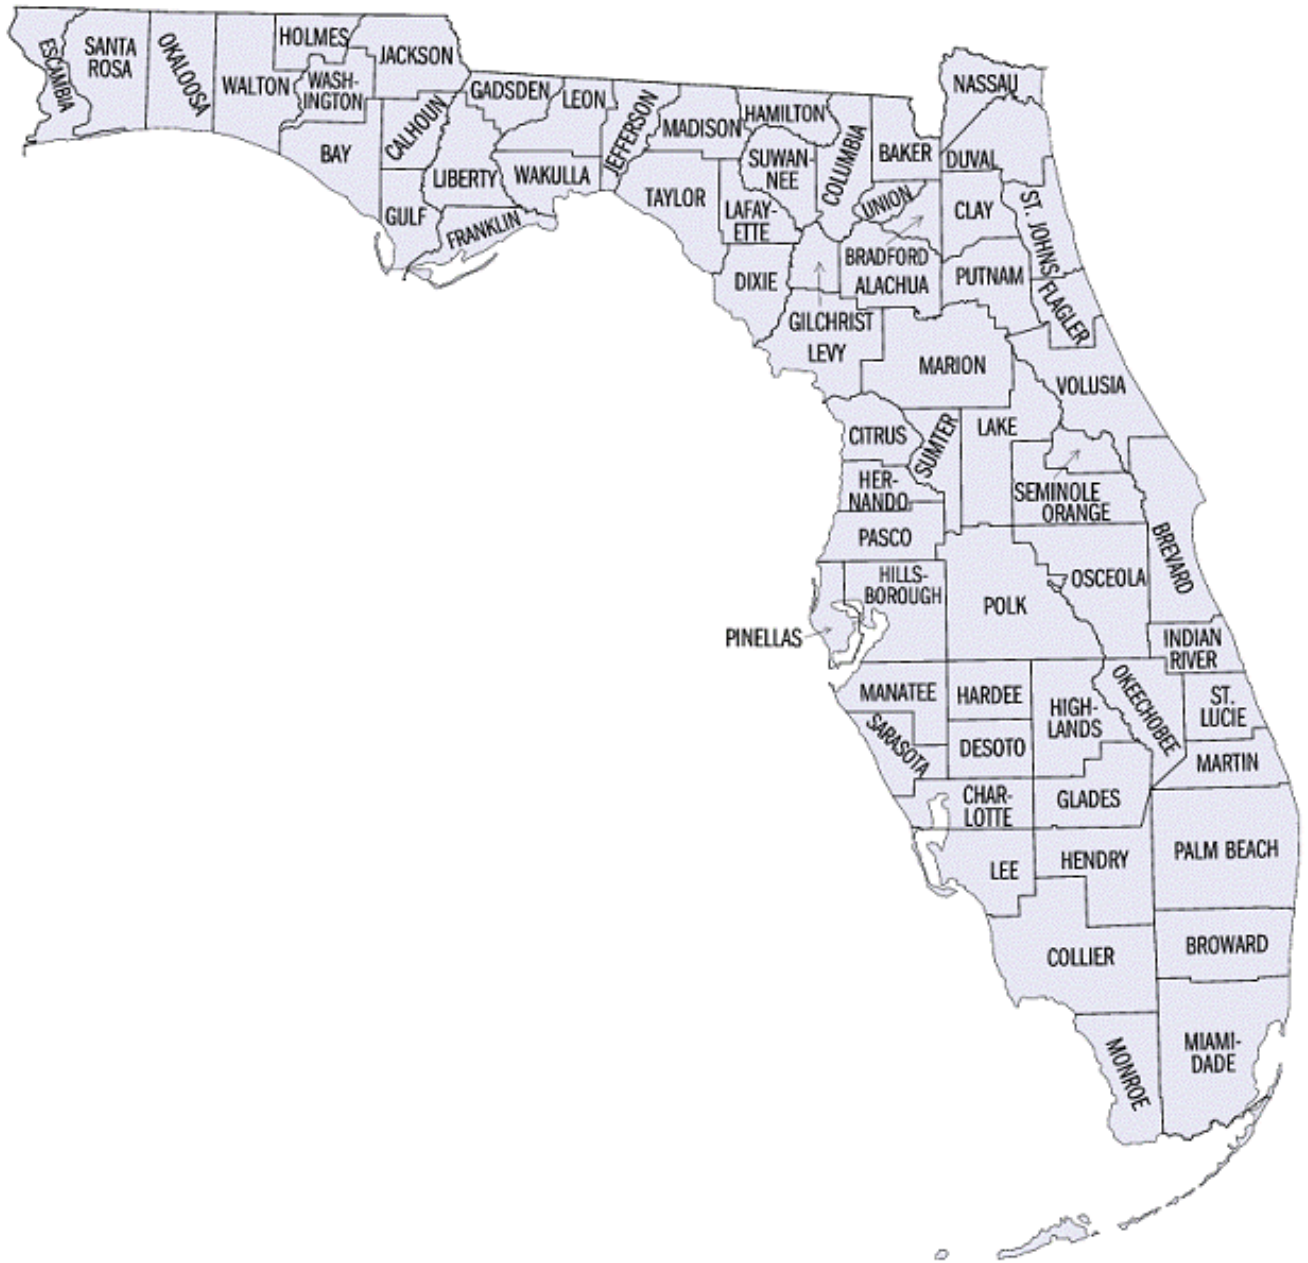 ESCAMBIA
SANTA
ROSA
OKALOOSA
WALTON
HOLMES
WASH-
INGTON
JACKSON
BAY
CALHOUN
GULF
GADSDEN
LIBERTY
FRANKLIN
LEON
WAKULLA
JEFFERSON
MADISON
TAYLOR
HAMILTON
SUWAN-
NEE
LAFAY-
ETTE
DIXIE
COLUMBIA
BAKER
UNION
BRADFORD
ALACHUA
GILCHRIST
LEVY
NASSAU
DUVAL
CLAY
ST. JOHNS
PUTNAM
FLAGLER
MARION
VOLUSIA
CITRUS
SUMTER
LAKE
HER-
NANDO
SEMINOLE
ORANGE
PASCO
BREVARD
HILLS-
BOROUGH
PINELLAS
POLK
OSCEOLA
INDIAN
RIVER
MANATEE
HARDEE
HIGH-
LANDS
OKEECHOBEE
ST.
LUCIE
SARASOTA
DESOTO
MARTIN
CHAR-
LOTTE
GLADES
LEE
HENDRY
PALM BEACH
COLLIER
BROWARD
MONROE
MIAMI-
DADE